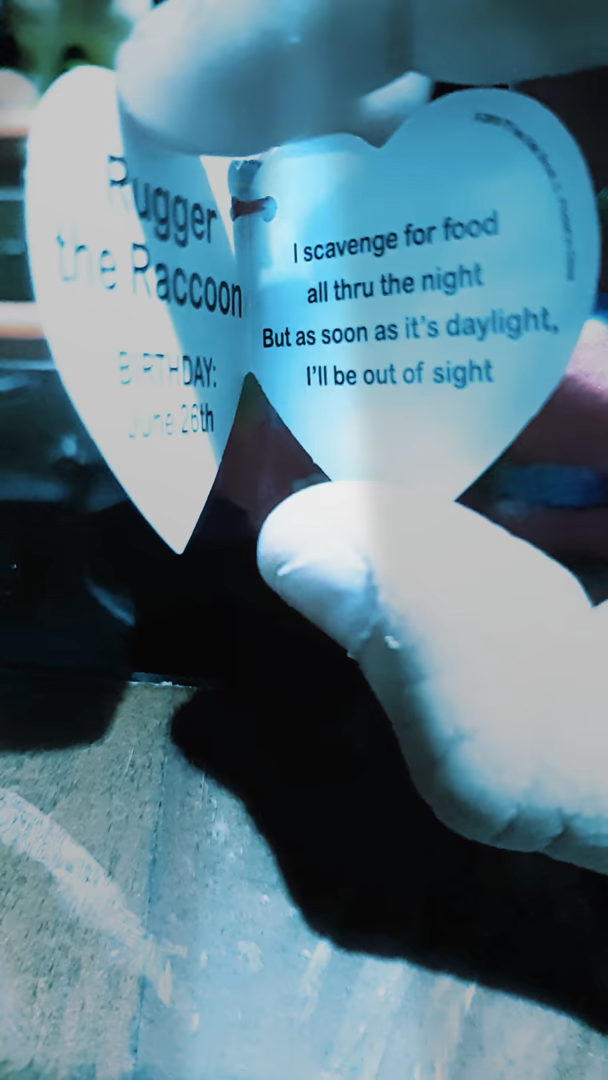 Rugger
the Raccoon
BIRTHDAY:
June 26th
I scavenge for food
all thru the night
But as soon as it's daylight,
I'll be out of sight